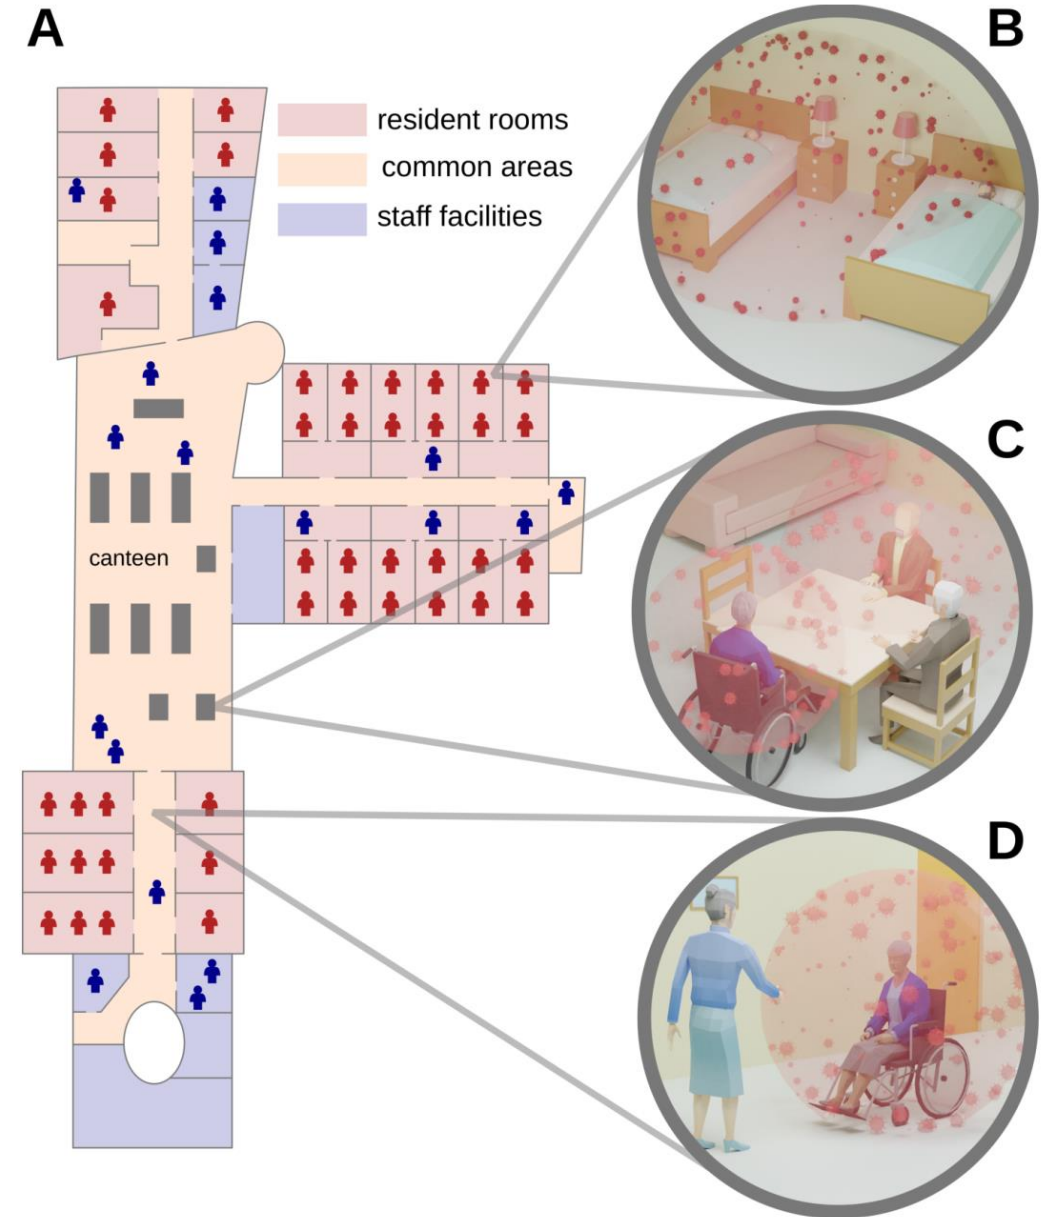 A
B
resident rooms
common areas
staff facilities
C
canteen
D